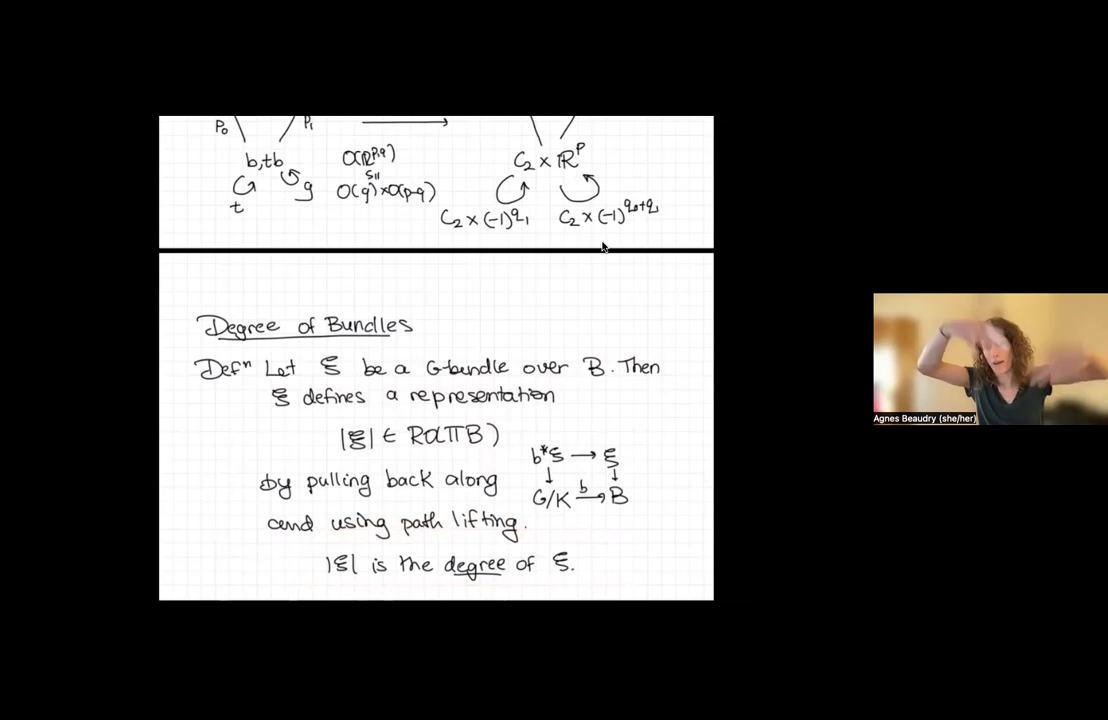 P₀ P₁
b,tb O(ℝ^{p,q}) C₂ × ℝ^p
≅
t g O(q)×O(p-q)
C₂ × (-1)^{q₁} C₂ × (-1)^{q₀+q₁}
Degree of Bundles
Defⁿ Let ξ be a G-bundle over B. Then
ξ defines a representation
|ξ| ∈ RO(ΠB)
by pulling back along
b*ξ → ξ
↓ ↓
G/K →^b B
and using path lifting.
|ξ| is the degree of ξ.
Agnes Beaudry (she/her)